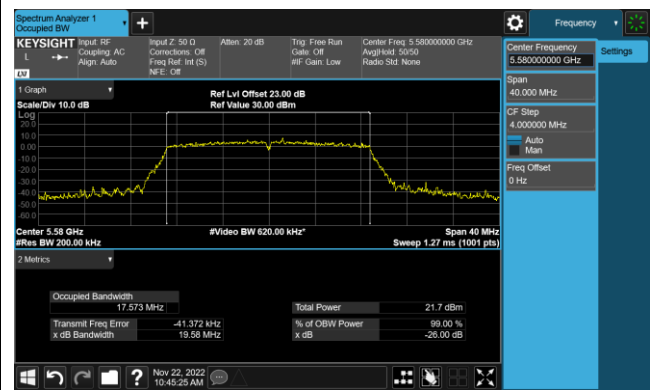 Spectrum Analyzer 1
Occupied BW
+
Frequency
KEYSIGHT
L
LXI
Input: RF
Coupling: AC
Align: Auto
Input Z: 50 Ω
Corrections: Off
Freq Ref: Int (S)
NFE: Off
Atten: 20 dB
Trig: Free Run
Gate: Off
#IF Gain: Low
Center Freq: 5.580000000 GHz
Avg|Hold: 50/50
Radio Std: None
Center Frequency
5.580000000 GHz
Settings
Span
40.000 MHz
CF Step
4.000000 MHz
Auto
Man
Freq Offset
0 Hz
1 Graph
Scale/Div 10.0 dB
Ref Lvl Offset 23.00 dB
Ref Value 30.00 dBm
Log
20.0
10.0
0.00
-10.0
-20.0
-30.0
-40.0
-50.0
-60.0
Center 5.58 GHz
#Res BW 200.00 kHz
#Video BW 620.00 kHz*
Span 40 MHz
Sweep 1.27 ms (1001 pts)
2 Metrics
Occupied Bandwidth
17.573 MHz
Total Power 21.7 dBm
Transmit Freq Error -41.372 kHz
% of OBW Power 99.00 %
x dB Bandwidth 19.58 MHz
x dB -26.00 dB
?
Nov 22, 2022
10:45:25 AM